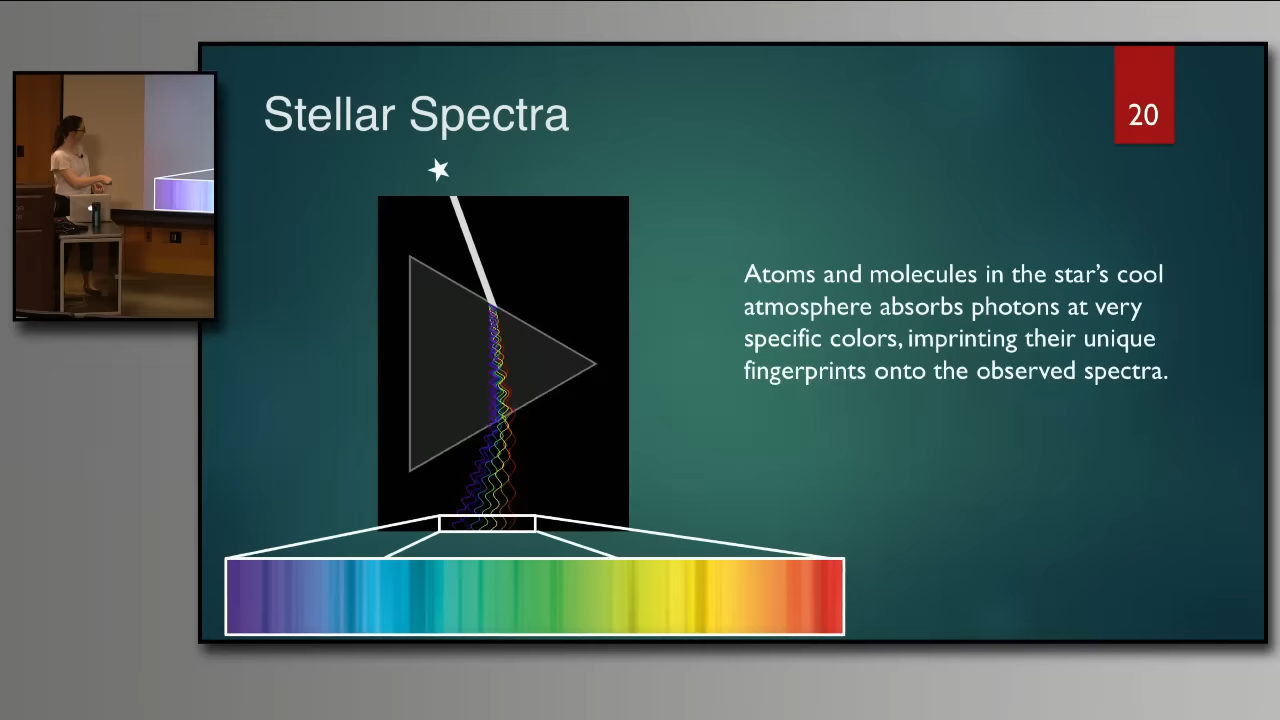 Stellar Spectra
20
Atoms and molecules in the star's cool
atmosphere absorbs photons at very
specific colors, imprinting their unique
fingerprints onto the observed spectra.